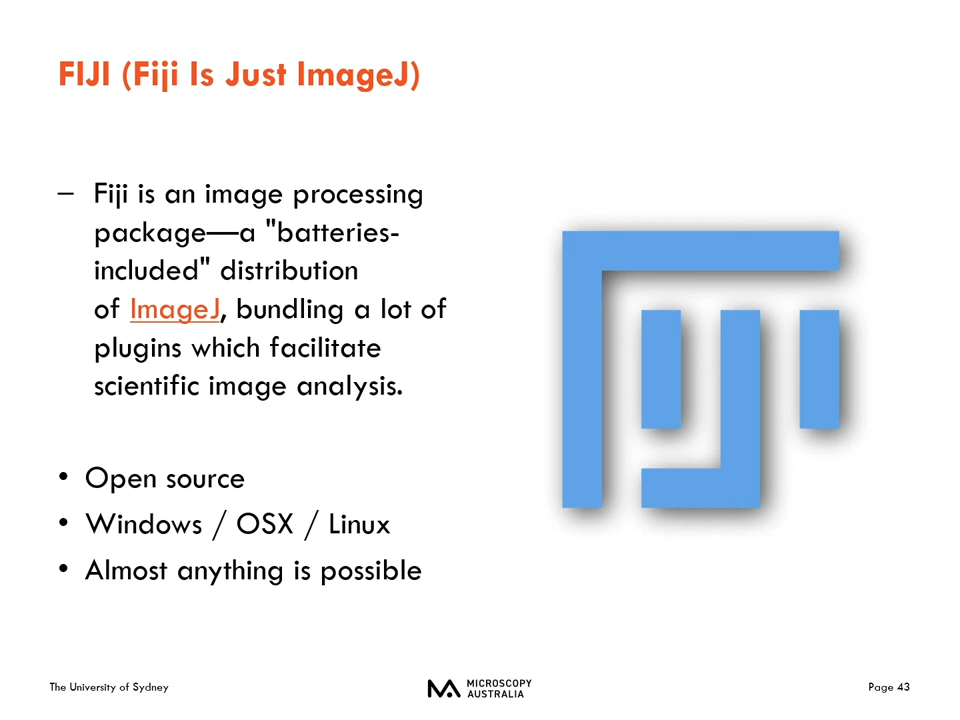 FIJI (Fiji Is Just ImageJ)
– Fiji is an image processing
package—a "batteries-
included" distribution
of ImageJ, bundling a lot of
plugins which facilitate
scientific image analysis.
• Open source
• Windows / OSX / Linux
• Almost anything is possible
The University of Sydney
MICROSCOPY
AUSTRALIA
Page 43